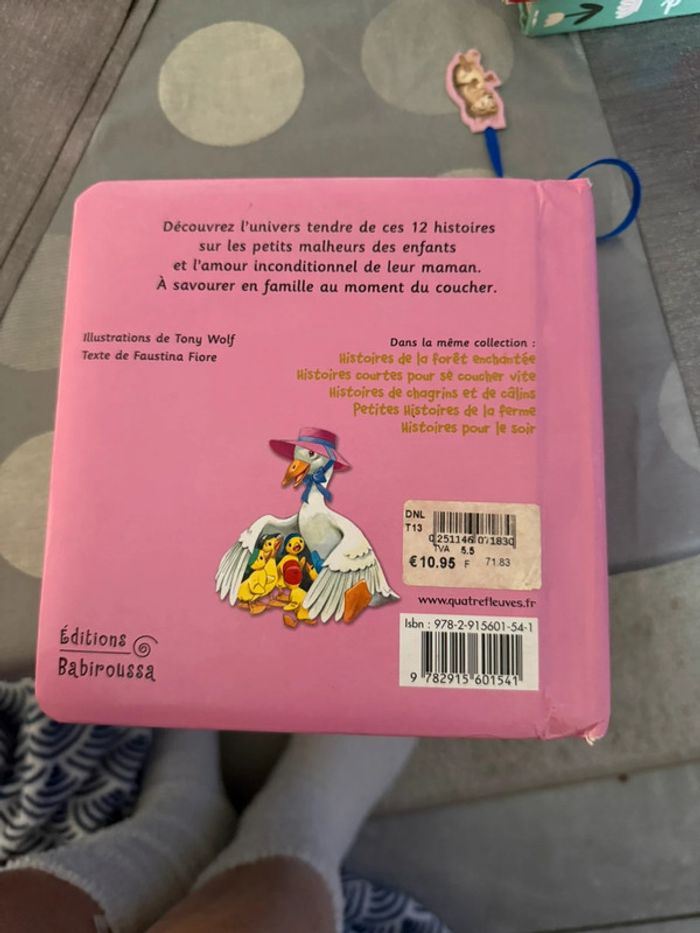 Découvrez l'univers tendre de ces 12 histoires
sur les petits malheurs des enfants
et l'amour inconditionnel de leur maman.
À savourer en famille au moment du coucher.
Illustrations de Tony Wolf
Texte de Faustina Fiore
Dans la même collection :
Histoires de la forêt enchantée
Histoires courtes pour se coucher vite
Histoires de chagrins et de câlins
Petites Histoires de la ferme
Histoires pour le soir
DNL
T13
0 251146 071830
TVA 5.5
€10.95 F 71.83
www.quatrefleuves.fr
Isbn : 978-2-915601-54-1
9 782915 601541
Éditions
Babiroussa